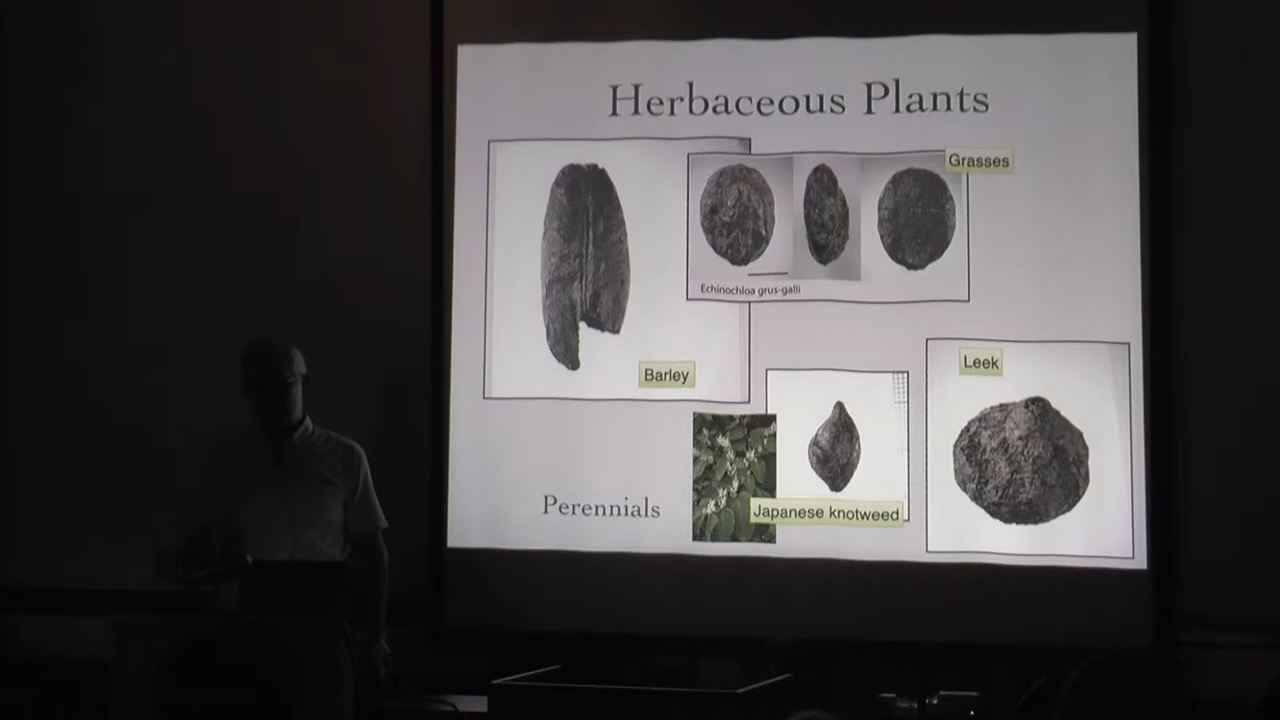 Herbaceous Plants
Grasses
Echinochloa grus-galli
Barley
Leek
Japanese knotweed
Perennials